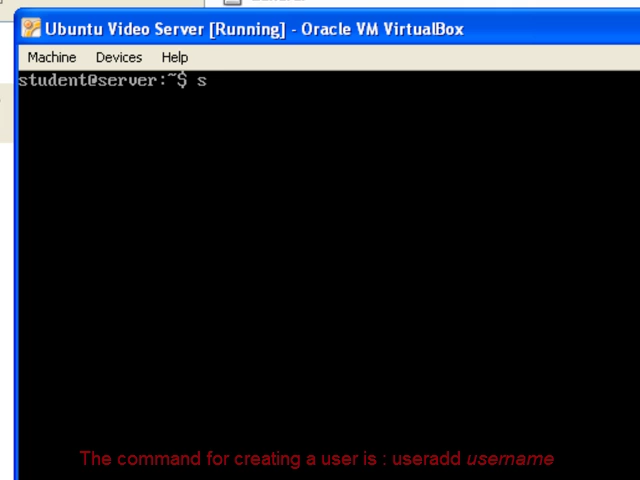 Ubuntu Video Server [Running] - Oracle VM VirtualBox
Machine Devices Help
student@server:~$ s
The command for creating a user is : useradd username